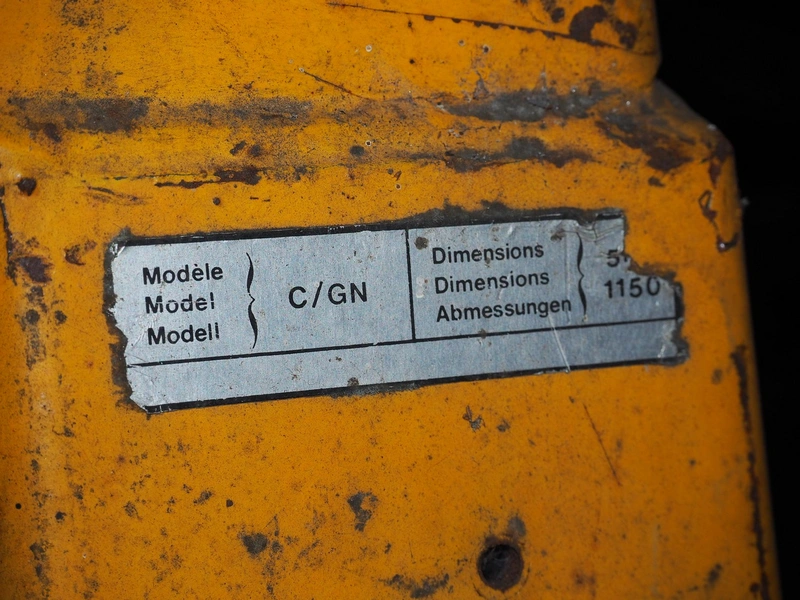 Modèle
Model
Modell
C/GN
Dimensions
Dimensions
Abmessungen
1150